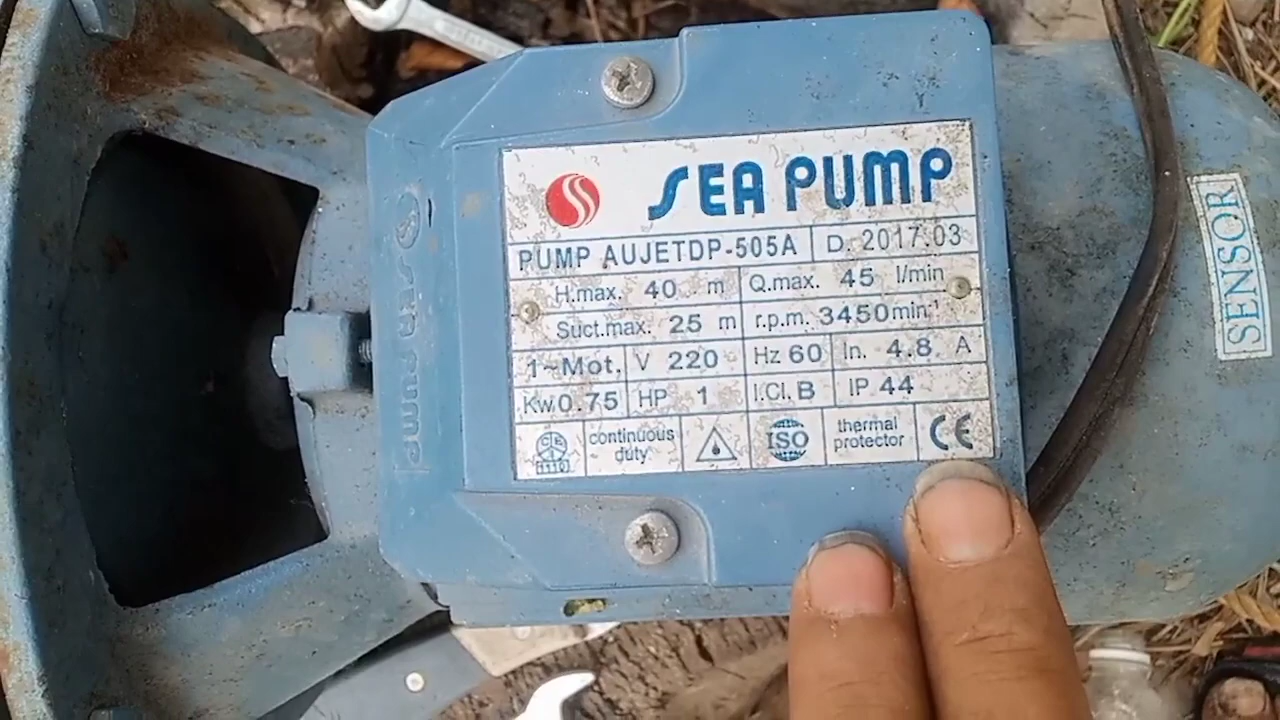 SEA PUMP
PUMP AUJETDP-505A D. 2017.03
H.max. 40 m Q.max. 45 l/min
Suct.max. 25 m r.p.m. 3450min⁻¹
1~Mot. V 220 Hz 60 In. 4.8 A
Kw 0.75 HP 1 I.Cl. B IP 44
continuous duty ISO thermal protector CE
SEA PUMP
SENSOR